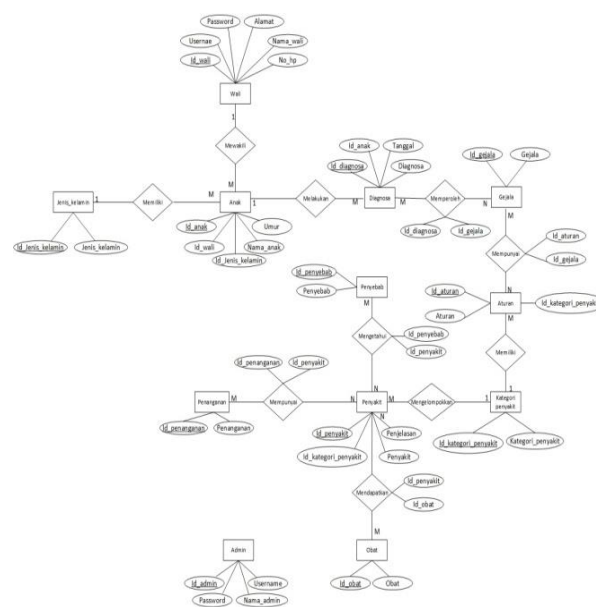 Password
Alamat
Usernae
Nama_wali
Id_wali
No_hp
Wali
1
Mewakili
M
Id_anak
Tanggal
Id_diagnosa
Diagnosa
Id_gejala
Gejala
Jenis_kelamin
1
Memiliki
M
Anak
1
Melakukan
M
Diagnosa
M
Memperoleh
N
Gejala
Id_Jenis_kelamin
Jenis_kelamin
Id_anak
Umur
Id_wali
Nama_anak
Id_Jenis_kelamin
Id_diagnosa
Id_gejala
M
Mempunyai
Id_aturan
Id_gejala
N
Id_penyebab
Penyebab
Penyebab
M
Id_aturan
Aturan
Aturan
Id_kategori_penyakit
M
Mengetahui
Id_penyebab
Id_penyakit
Memiliki
Id_penanganan
Id_penyakit
N
1
Penanganan
M
Mempunyai
N
Penyakit
M
Mengelompokkan
1
Kategori
penyakit
N
Id_penanganan
Penanganan
Id_penyakit
Penjelasan
Id_kategori_penyakit
Penyakit
Id_kategori_penyakit
Kategori_penyakit
Mendapatkan
Id_penyakit
Id_obat
M
Admin
Obat
Id_admin
Username
Password
Nama_admin
Id_obat
Obat